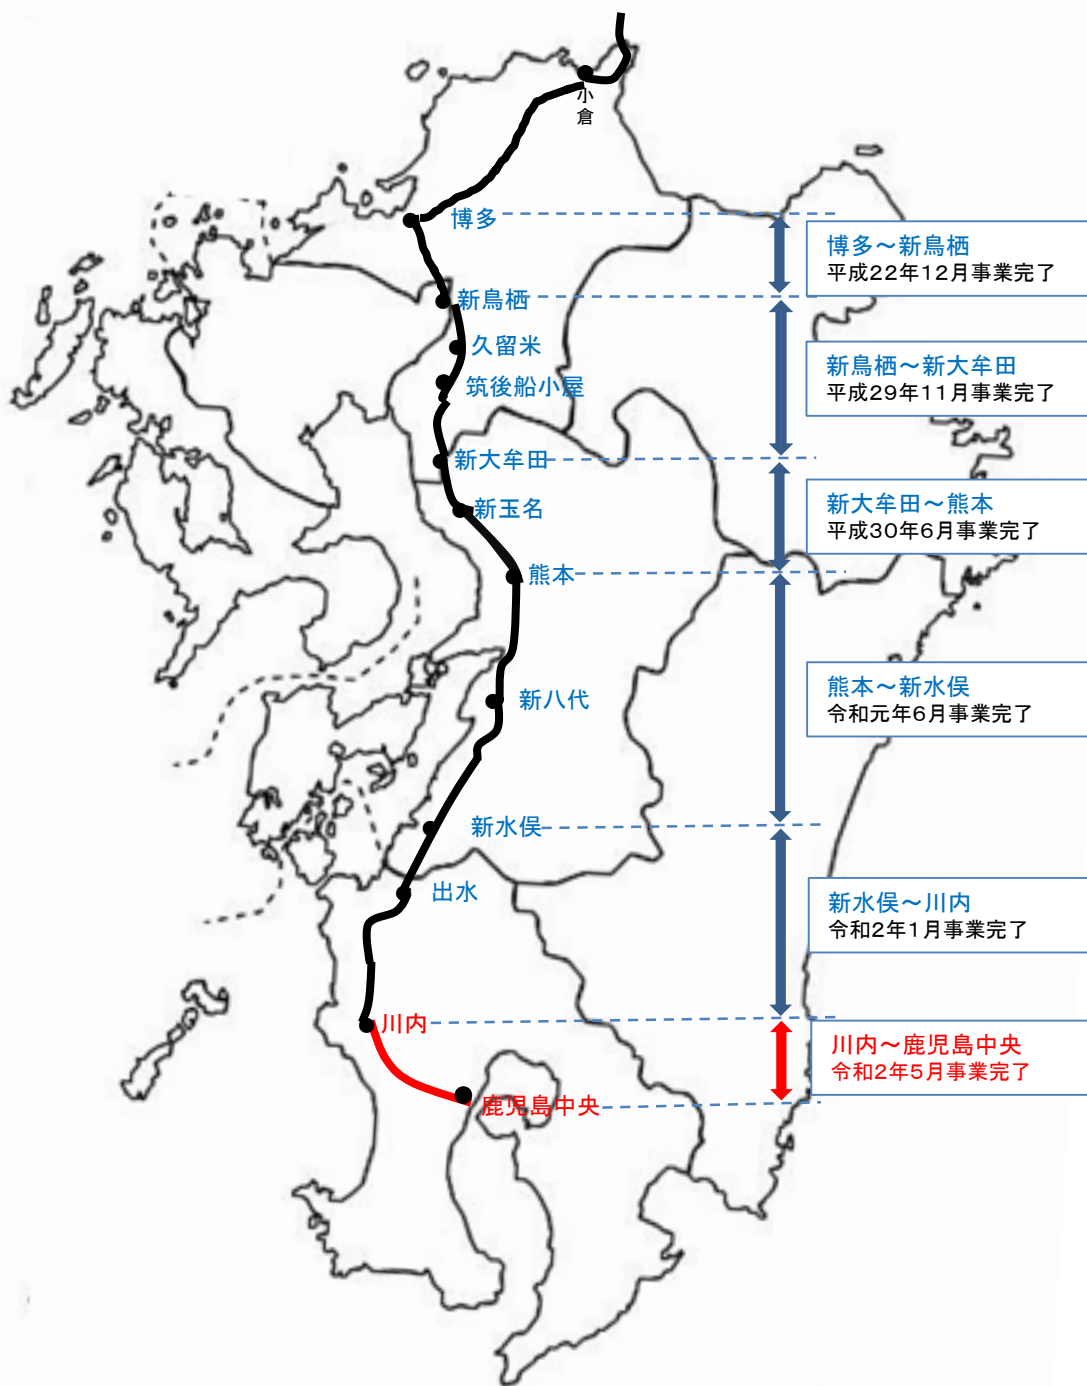 小倉
博多
博多～新鳥栖
平成22年12月事業完了
新鳥栖
久留米
新鳥栖～新大牟田
平成29年11月事業完了
筑後船小屋
新大牟田
新玉名
新大牟田～熊本
平成30年6月事業完了
熊本
新八代
熊本～新水俣
令和元年6月事業完了
新水俣
出水
新水俣～川内
令和2年1月事業完了
川内
川内～鹿児島中央
令和2年5月事業完了
鹿児島中央